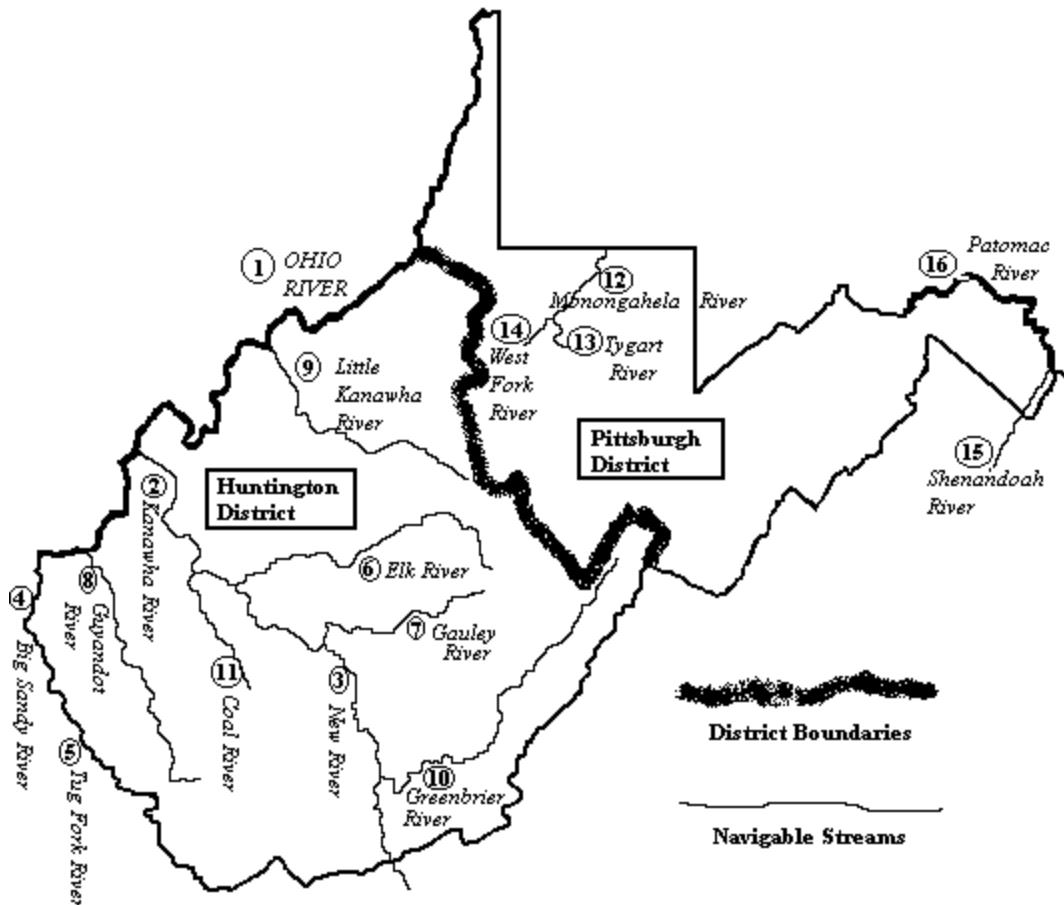 1
OHIO
RIVER
16
Patomac
River
12
Monongahela River
14
West
Fork
River
13
Tygart
River
9
Little
Kanawha
River
Pittsburgh
District
15
Shenandoah
River
2
Kanawha River
Huntington
District
6
Elk River
4
Big Sandy River
8
Guyandot
River
7
Gauley
River
11
Coal River
3
New River
5
Tug Fork River
10
Greenbrier
River
District Boundaries
Navigable Streams